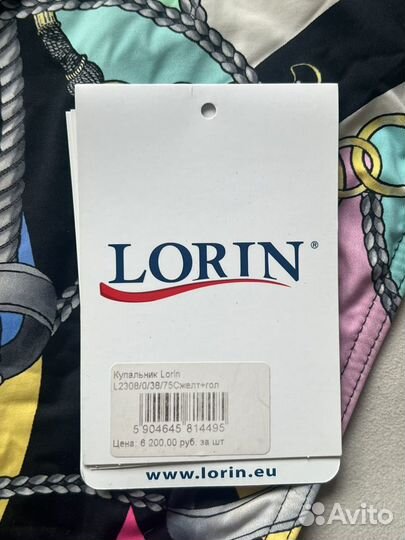 LORIN®
Купальник Lorin
L2308/0/38/75Сжелт+гол
5 904645 814495
Цена: 6 200,00 руб. за шт
www.lorin.eu
Avito